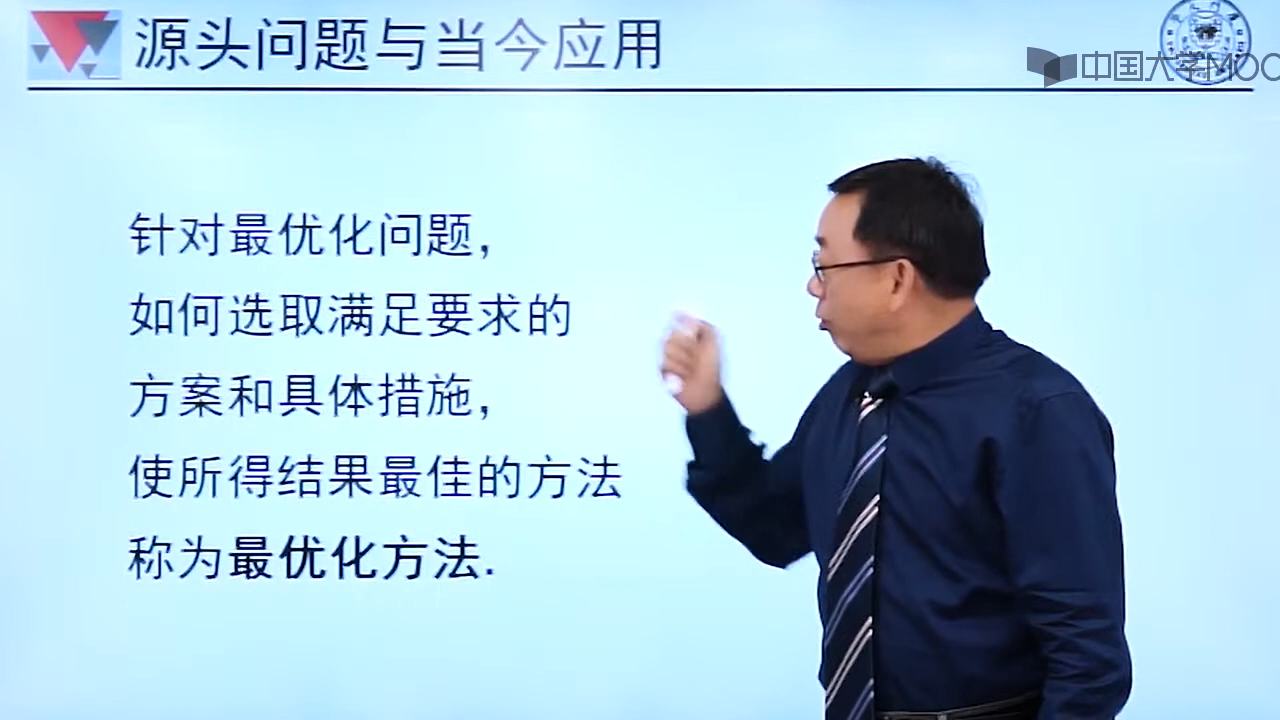 源头问题与当今应用
中国大学MOC
针对最优化问题，
如何选取满足要求的
方案和具体措施，
使所得结果最佳的方法
称为最优化方法.